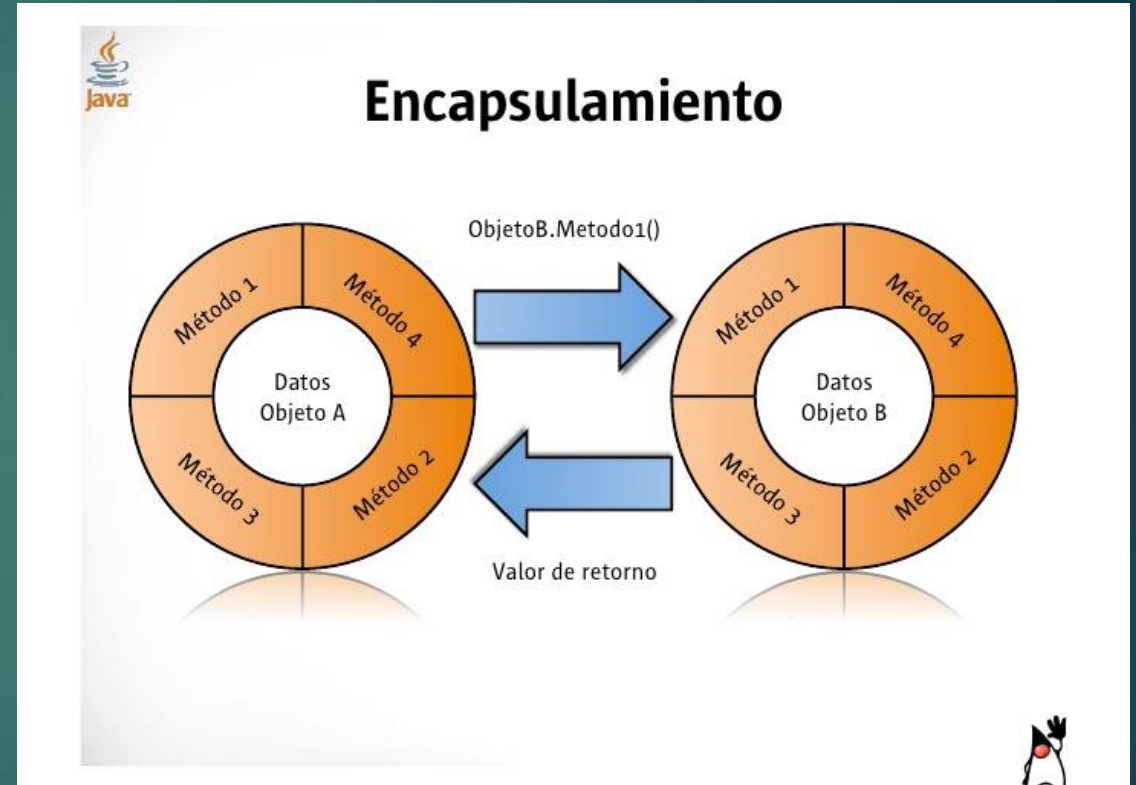 Java
Encapsulamiento
ObjetoB.Metodo1()
Método 1
Método 4
Datos
Objeto A
Método 3
Método 2
Método 1
Método 4
Datos
Objeto B
Método 3
Método 2
Valor de retorno